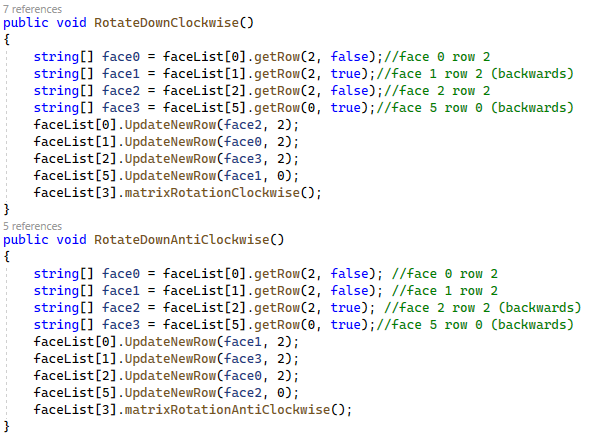 7 references
public void RotateDownClockwise()
{
string[] face0 = faceList[0].getRow(2, false);//face 0 row 2
string[] face1 = faceList[1].getRow(2, true);//face 1 row 2 (backwards)
string[] face2 = faceList[2].getRow(2, false);//face 2 row 2
string[] face3 = faceList[5].getRow(0, true);//face 5 row 0 (backwards)
faceList[0].UpdateNewRow(face2, 2);
faceList[1].UpdateNewRow(face0, 2);
faceList[2].UpdateNewRow(face3, 2);
faceList[5].UpdateNewRow(face1, 0);
faceList[3].matrixRotationClockwise();
}
5 references
public void RotateDownAntiClockwise()
{
string[] face0 = faceList[0].getRow(2, false); //face 0 row 2
string[] face1 = faceList[1].getRow(2, false); //face 1 row 2
string[] face2 = faceList[2].getRow(2, true); //face 2 row 2 (backwards)
string[] face3 = faceList[5].getRow(0, true);//face 5 row 0 (backwards)
faceList[0].UpdateNewRow(face1, 2);
faceList[1].UpdateNewRow(face3, 2);
faceList[2].UpdateNewRow(face0, 2);
faceList[5].UpdateNewRow(face2, 0);
faceList[3].matrixRotationAntiClockwise();
}